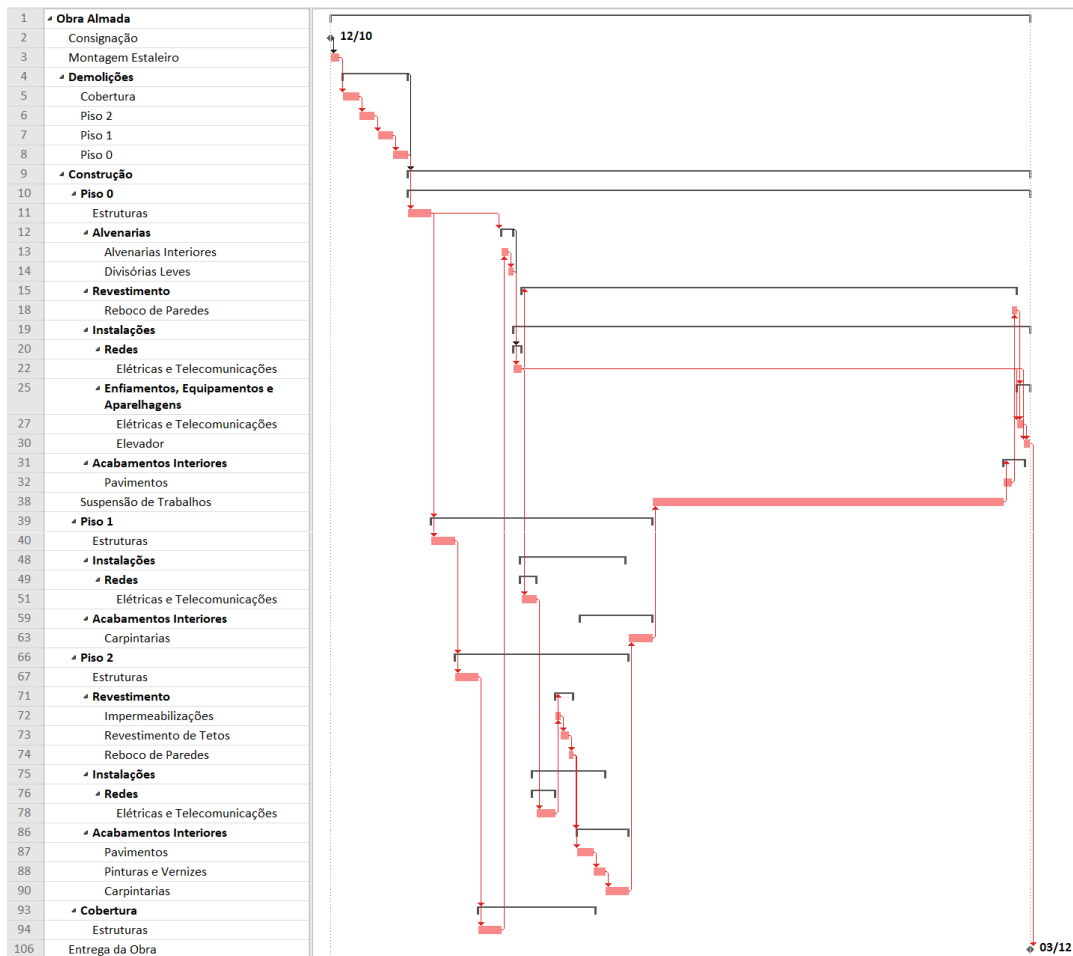 1 Obra Almada
2 Consignação 12/10
3 Montagem Estaleiro
4 Demolições
5 Cobertura
6 Piso 2
7 Piso 1
8 Piso 0
9 Construção
10 Piso 0
11 Estruturas
12 Alvenarias
13 Alvenarias Interiores
14 Divisórias Leves
15 Revestimento
18 Reboco de Paredes
19 Instalações
20 Redes
22 Elétricas e Telecomunicações
25 Enfiamentos, Equipamentos e
Aparelhagens
27 Elétricas e Telecomunicações
30 Elevador
31 Acabamentos Interiores
32 Pavimentos
38 Suspensão de Trabalhos
39 Piso 1
40 Estruturas
48 Instalações
49 Redes
51 Elétricas e Telecomunicações
59 Acabamentos Interiores
63 Carpintarias
66 Piso 2
67 Estruturas
71 Revestimento
72 Impermeabilizações
73 Revestimento de Tetos
74 Reboco de Paredes
75 Instalações
76 Redes
78 Elétricas e Telecomunicações
86 Acabamentos Interiores
87 Pavimentos
88 Pinturas e Vernizes
90 Carpintarias
93 Cobertura
94 Estruturas
106 Entrega da Obra 03/12